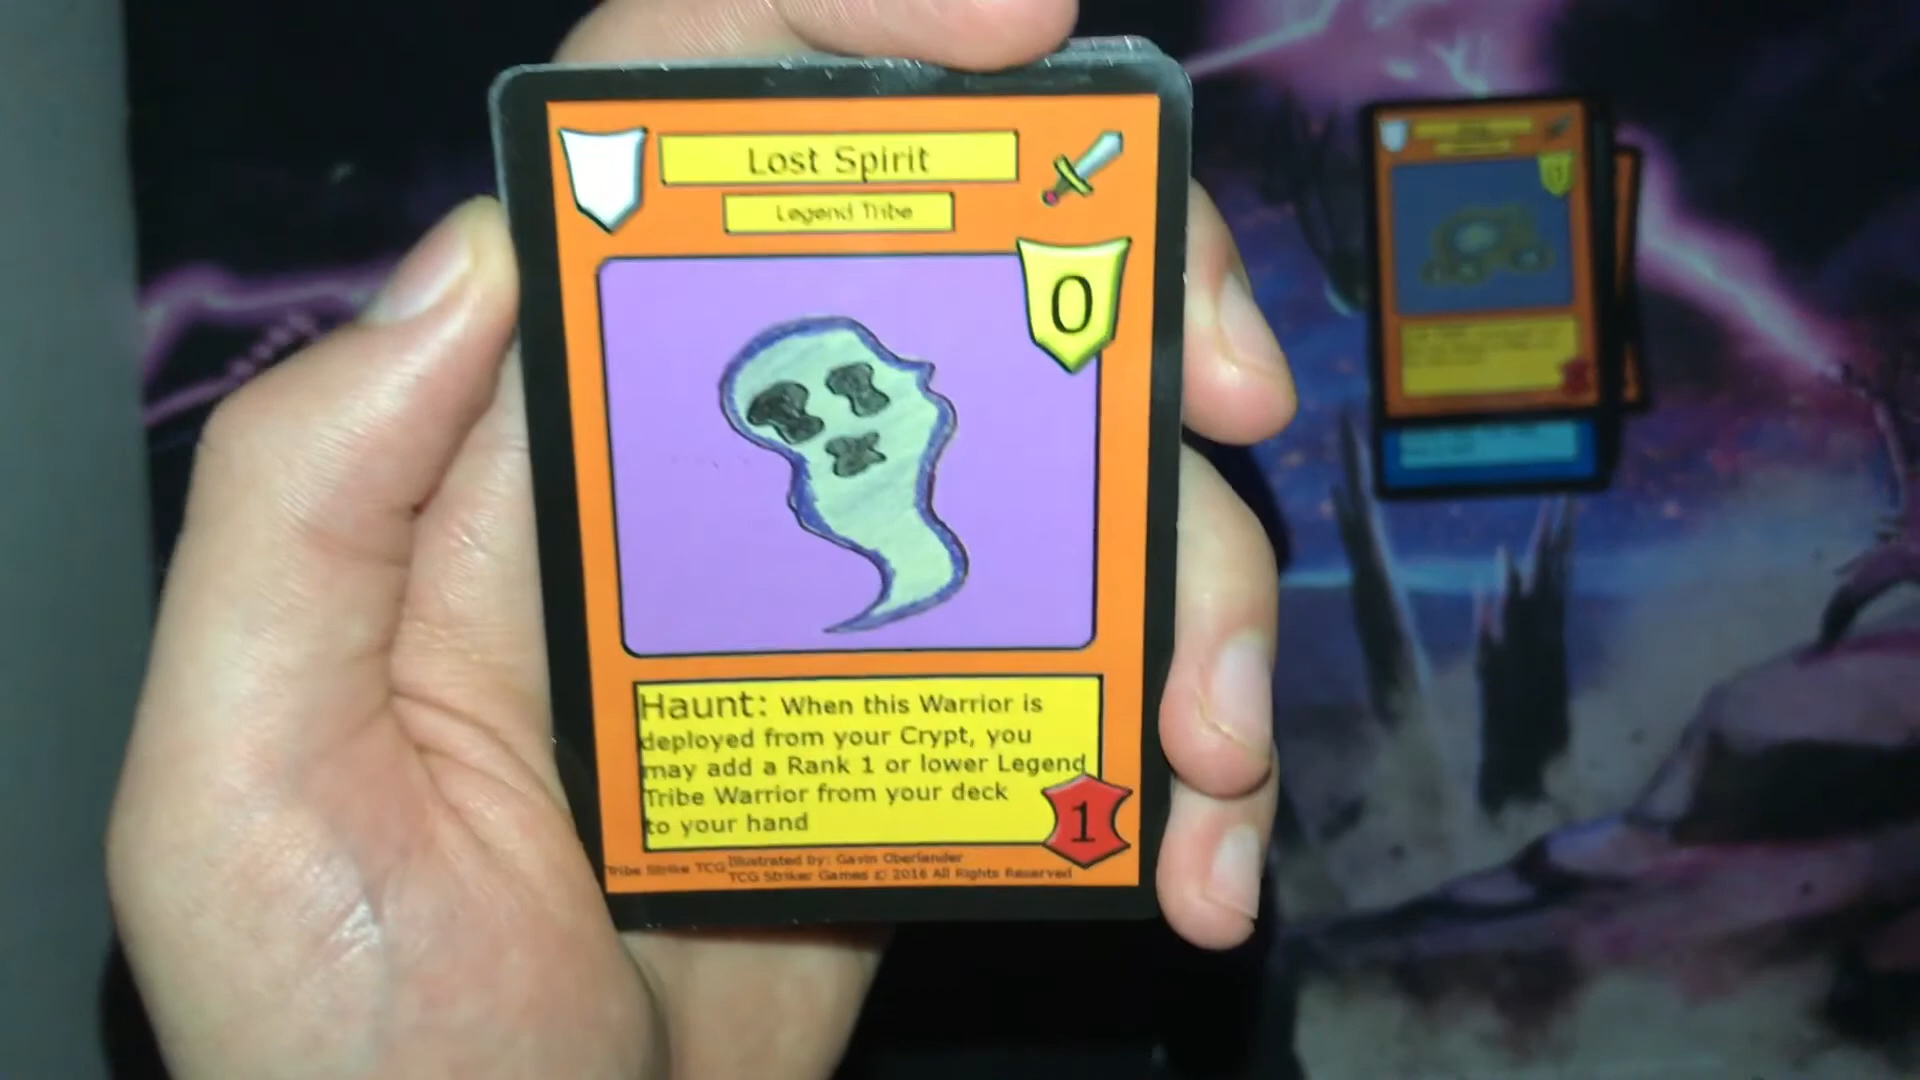 Lost Spirit
Legend Tribe
0
Haunt: When this Warrior is
deployed from your Crypt, you
may add a Rank 1 or lower Legend
Tribe Warrior from your deck
to your hand
1
Tribe Strike TCG Illustrated by: Gavin Oberlander
TCG Striker Games © 2016 All Rights Reserved